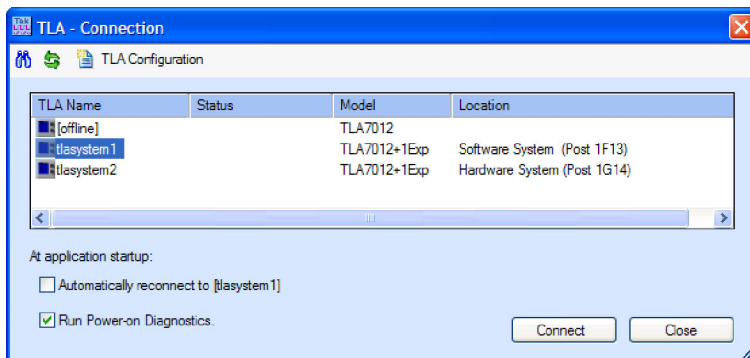 Tek
TLA - Connection
TLA Configuration
TLA Name Status Model Location
[offline] TLA7012
tlasystem1 TLA7012+1Exp Software System (Post 1F13)
tlasystem2 TLA7012+1Exp Hardware System (Post 1G14)
At application startup:
Automatically reconnect to [tlasystem1]
Run Power-on Diagnostics.
Connect Close